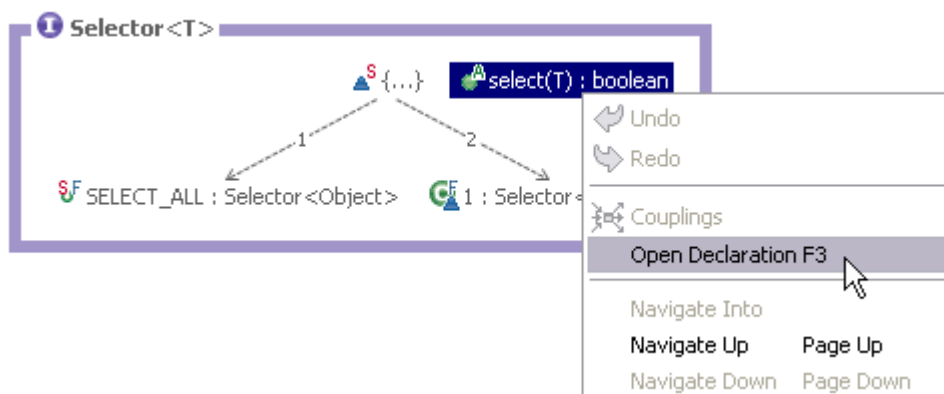 I Selector<T>
S {...} A select(T) : boolean
Undo
1 2
Redo
S F SELECT_ALL : Selector<Object> C F 1 : Selector<
Couplings
Open Declaration F3
Navigate Into
Navigate Up Page Up
Navigate Down Page Down